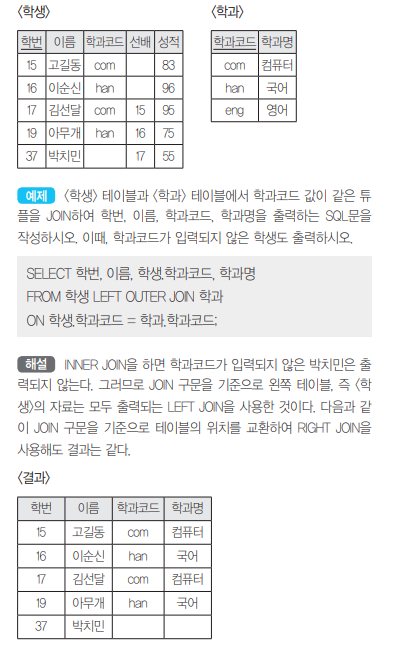 〈학생〉 〈학과〉
학번 이름 학과코드 선배 성적 학과코드 학과명
15 고길동 com 83 com 컴퓨터
16 이순신 han 96 han 국어
17 김선달 com 15 95 eng 영어
19 아무개 han 16 75
37 박치민 17 55
예제 〈학생〉 테이블과 〈학과〉 테이블에서 학과코드 값이 같은 튜
플을 JOIN하여 학번, 이름, 학과코드, 학과명을 출력하는 SQL문을
작성하시오. 이때, 학과코드가 입력되지 않은 학생도 출력하시오.
SELECT 학번, 이름, 학생.학과코드, 학과명
FROM 학생 LEFT OUTER JOIN 학과
ON 학생.학과코드 = 학과.학과코드;
해설 INNER JOIN을 하면 학과코드가 입력되지 않은 박치민은 출
력되지 않는다. 그러므로 JOIN 구문을 기준으로 왼쪽 테이블, 즉 〈학
생〉의 자료는 모두 출력되는 LEFT JOIN을 사용한 것이다. 다음과 같
이 JOIN 구문을 기준으로 테이블의 위치를 교환하여 RIGHT JOIN을
사용해도 결과는 같다.
〈결과〉
학번 이름 학과코드 학과명
15 고길동 com 컴퓨터
16 이순신 han 국어
17 김선달 com 컴퓨터
19 아무개 han 국어
37 박치민